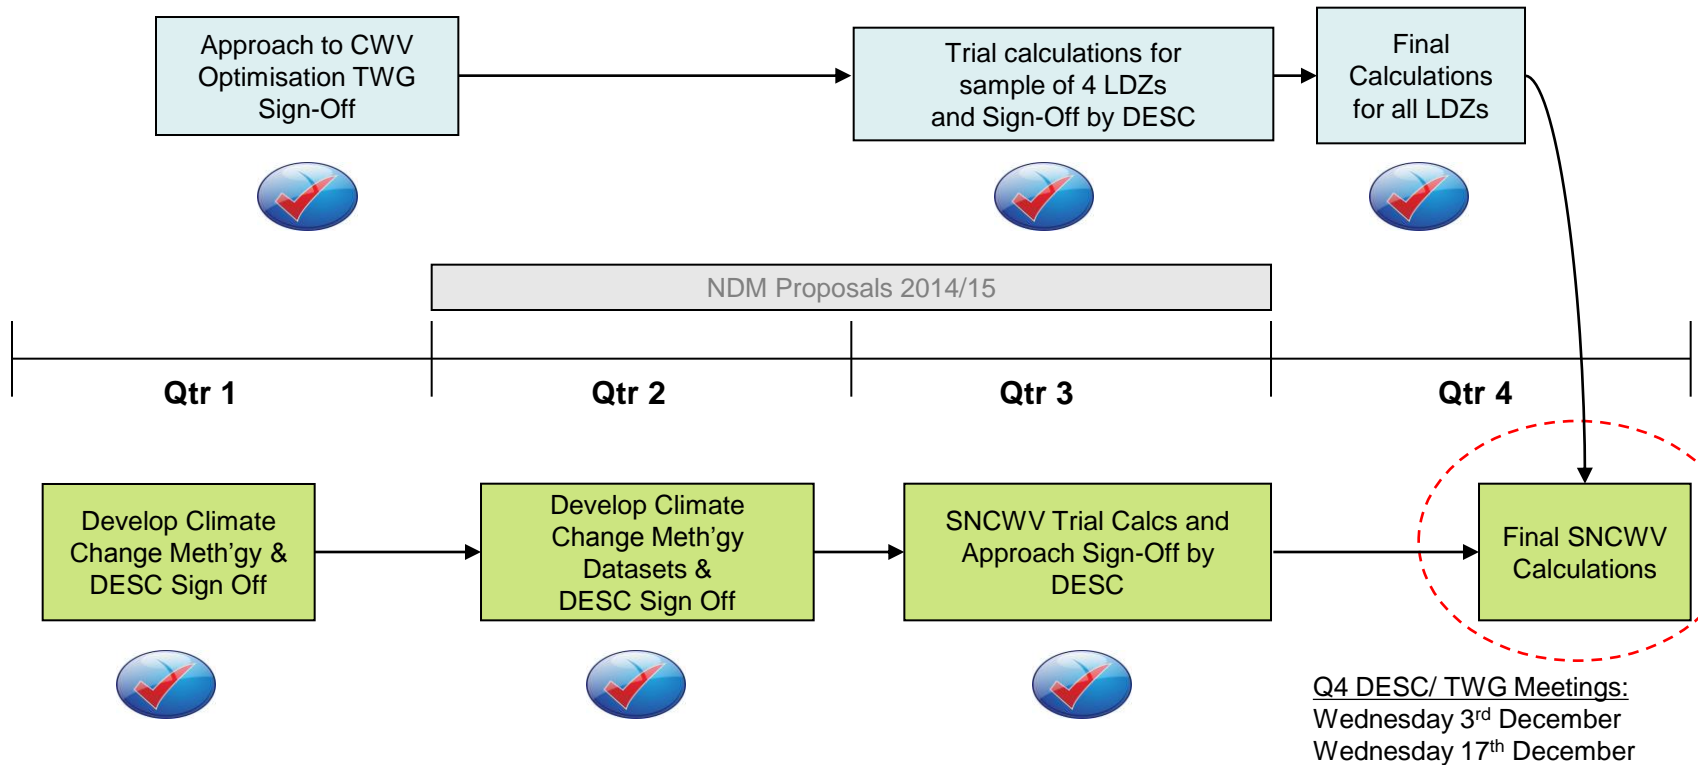 Approach to CWV
Optimisation TWG
Sign-Off
Trial calculations for
sample of 4 LDZs
and Sign-Off by DESC
Final
Calculations
for all LDZs
NDM Proposals 2014/15
Qtr 1
Qtr 2
Qtr 3
Qtr 4
Develop Climate
Change Meth'gy &
DESC Sign Off
Develop Climate
Change Meth'gy
Datasets &
DESC Sign Off
SNCWV Trial Calcs and
Approach Sign-Off by
DESC
Final SNCWV
Calculations
Q4 DESC/ TWG Meetings:
Wednesday 3rd December
Wednesday 17th December